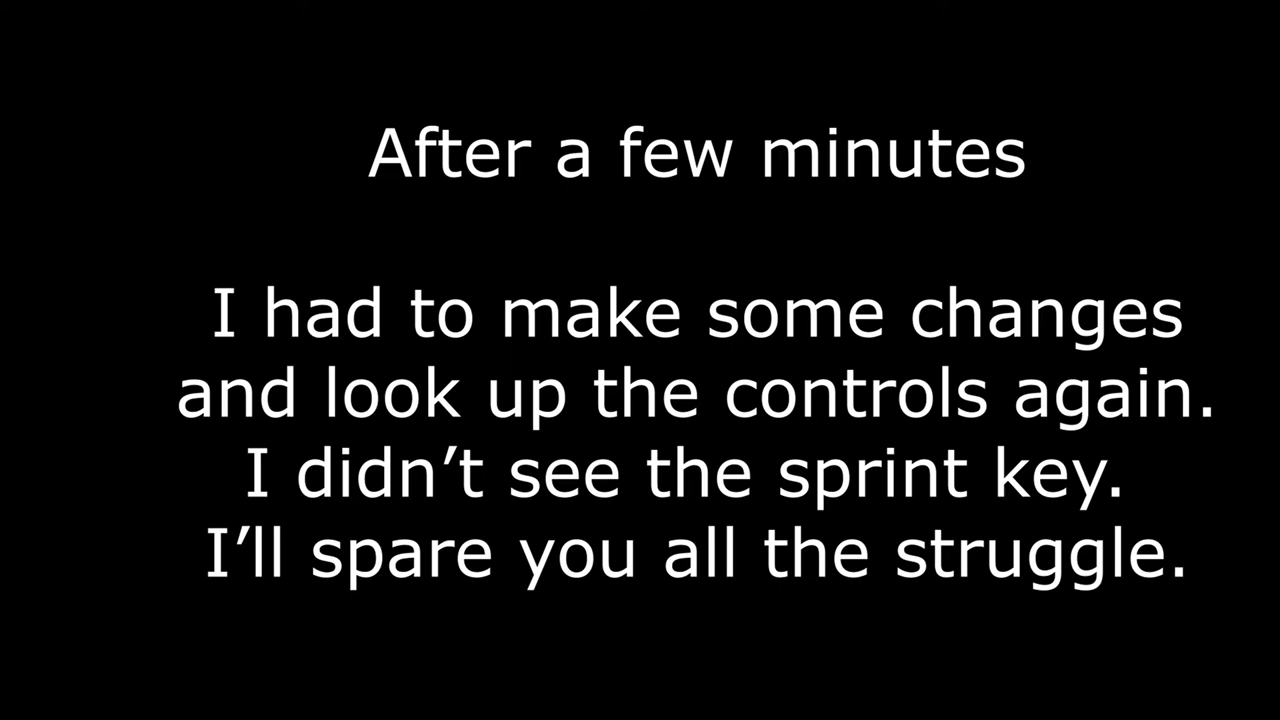 After a few minutes
I had to make some changes
and look up the controls again.
I didn’t see the sprint key.
I’ll spare you all the struggle.